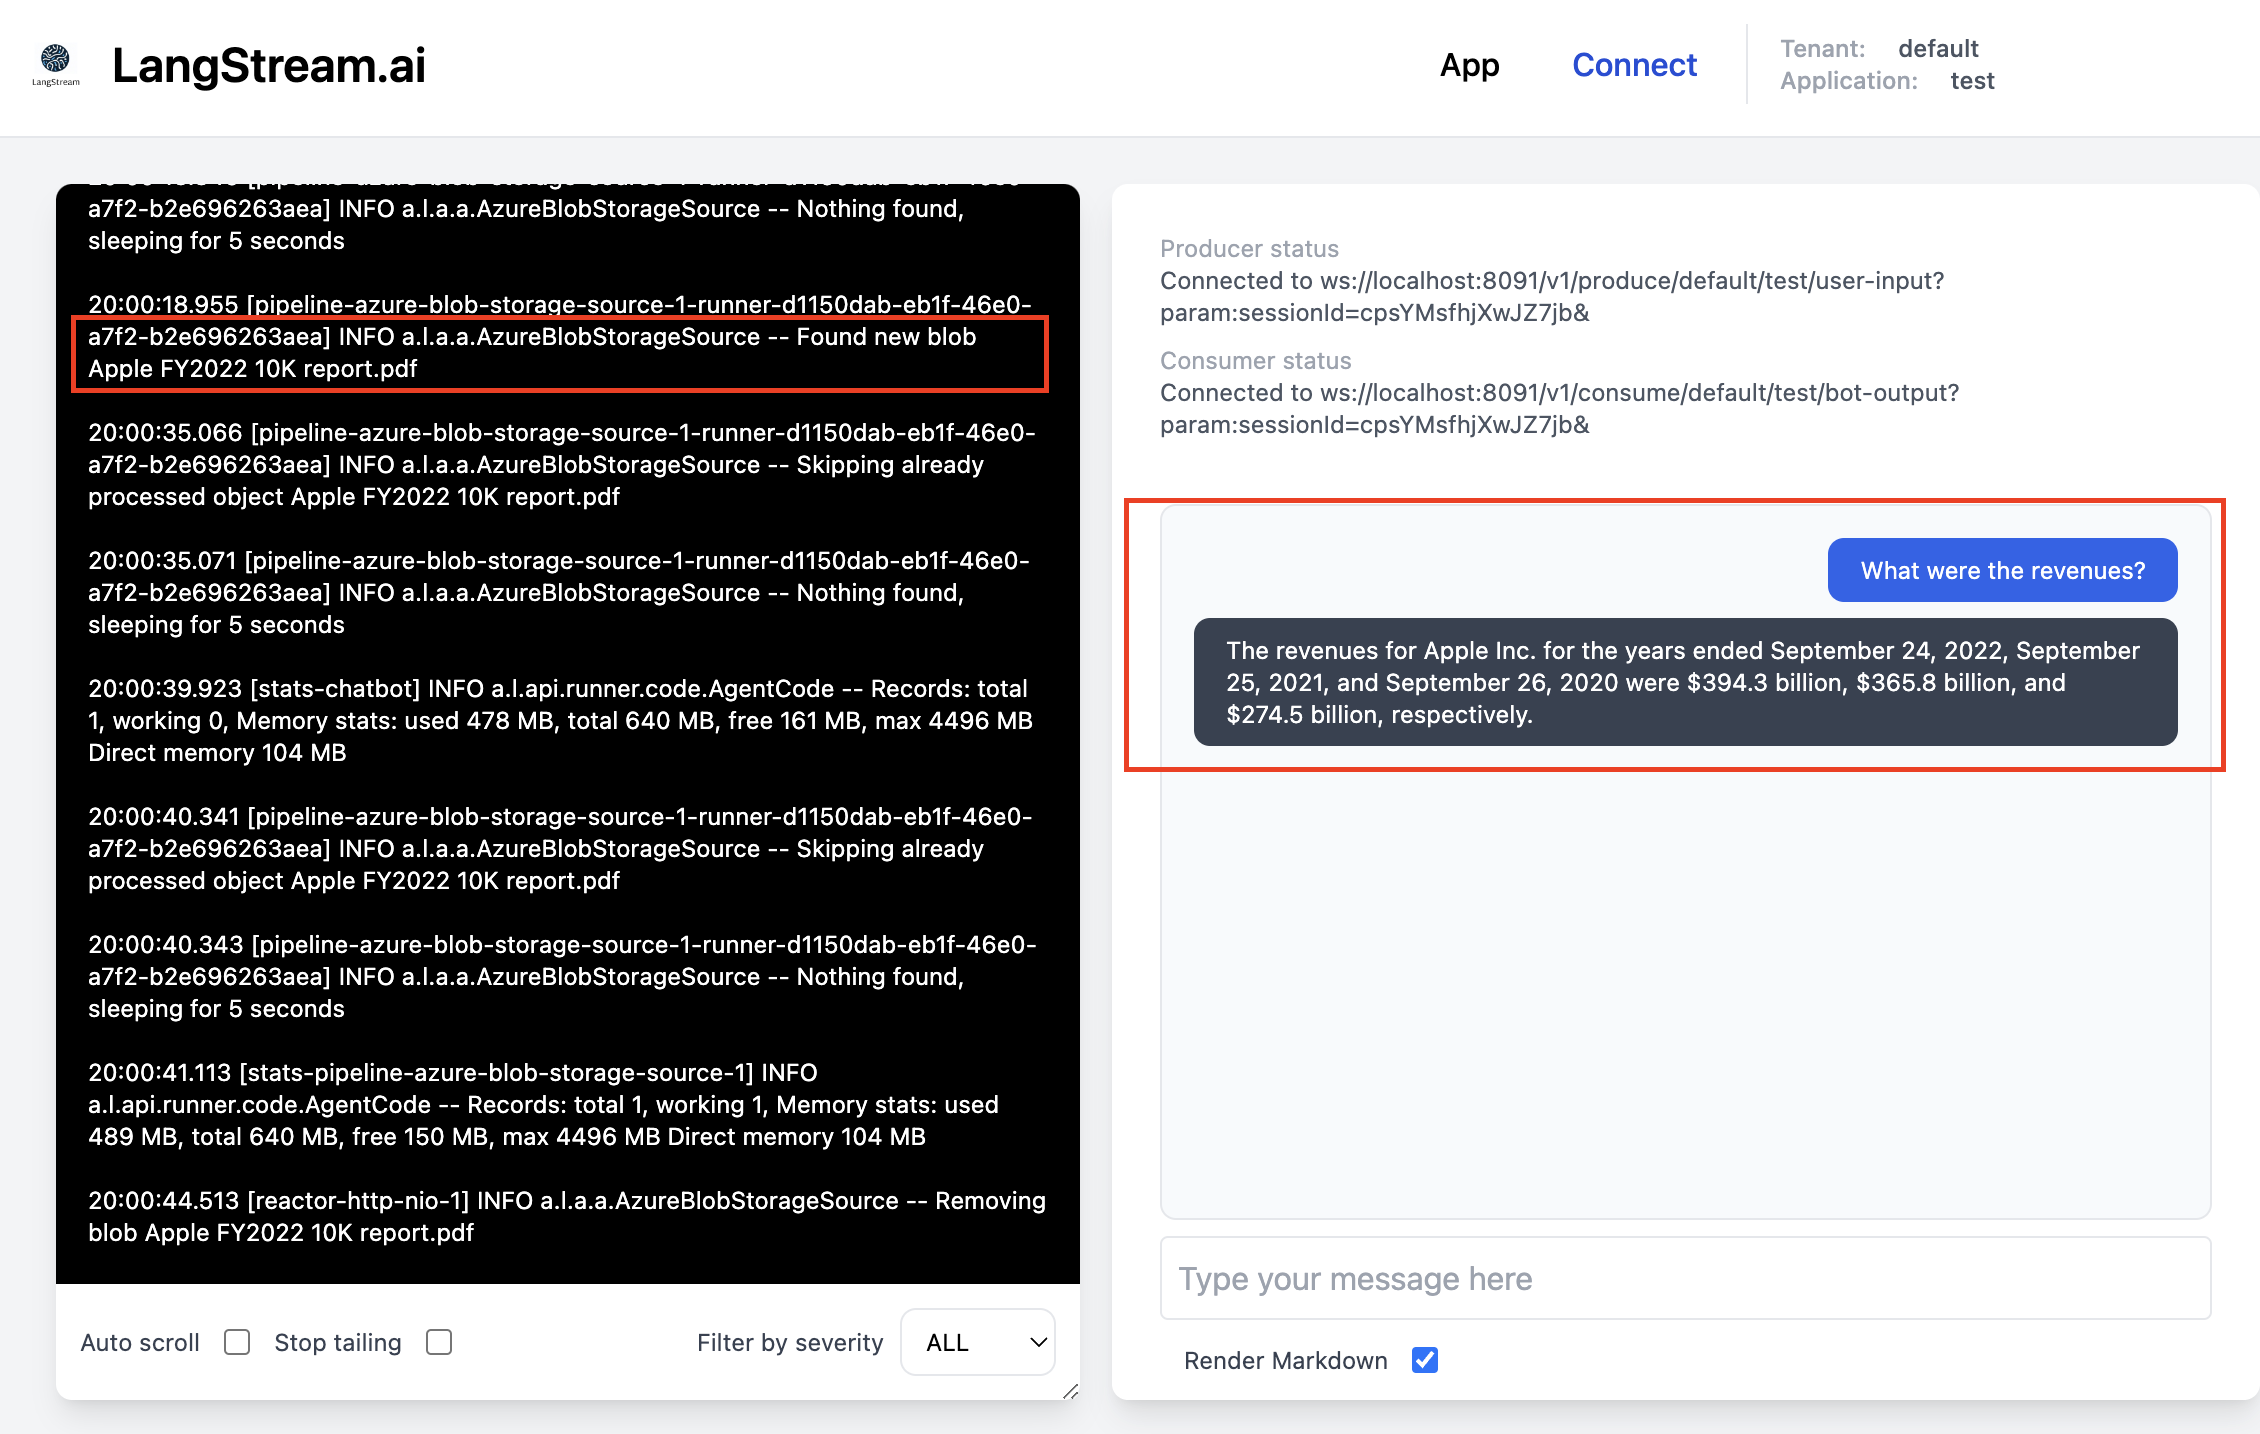 LangStream
LangStream.ai
App
Connect
Tenant: default
Application: test
a7f2-b2e696263aea] INFO a.l.a.a.AzureBlobStorageSource -- Nothing found,
sleeping for 5 seconds
20:00:18.955 [pipeline-azure-blob-storage-source-1-runner-d1150dab-eb1f-46e0-
a7f2-b2e696263aea] INFO a.l.a.a.AzureBlobStorageSource -- Found new blob
Apple FY2022 10K report.pdf
20:00:35.066 [pipeline-azure-blob-storage-source-1-runner-d1150dab-eb1f-46e0-
a7f2-b2e696263aea] INFO a.l.a.a.AzureBlobStorageSource -- Skipping already
processed object Apple FY2022 10K report.pdf
20:00:35.071 [pipeline-azure-blob-storage-source-1-runner-d1150dab-eb1f-46e0-
a7f2-b2e696263aea] INFO a.l.a.a.AzureBlobStorageSource -- Nothing found,
sleeping for 5 seconds
20:00:39.923 [stats-chatbot] INFO a.l.api.runner.code.AgentCode -- Records: total
1, working 0, Memory stats: used 478 MB, total 640 MB, free 161 MB, max 4496 MB
Direct memory 104 MB
20:00:40.341 [pipeline-azure-blob-storage-source-1-runner-d1150dab-eb1f-46e0-
a7f2-b2e696263aea] INFO a.l.a.a.AzureBlobStorageSource -- Skipping already
processed object Apple FY2022 10K report.pdf
20:00:40.343 [pipeline-azure-blob-storage-source-1-runner-d1150dab-eb1f-46e0-
a7f2-b2e696263aea] INFO a.l.a.a.AzureBlobStorageSource -- Nothing found,
sleeping for 5 seconds
20:00:41.113 [stats-pipeline-azure-blob-storage-source-1] INFO
a.l.api.runner.code.AgentCode -- Records: total 1, working 1, Memory stats: used
489 MB, total 640 MB, free 150 MB, max 4496 MB Direct memory 104 MB
20:00:44.513 [reactor-http-nio-1] INFO a.l.a.a.AzureBlobStorageSource -- Removing
blob Apple FY2022 10K report.pdf
Auto scroll
Stop tailing
Filter by severity
ALL
Producer status
Connected to ws://localhost:8091/v1/produce/default/test/user-input?
param:sessionId=cpsYMsfhjXwJZ7jb&
Consumer status
Connected to ws://localhost:8091/v1/consume/default/test/bot-output?
param:sessionId=cpsYMsfhjXwJZ7jb&
What were the revenues?
The revenues for Apple Inc. for the years ended September 24, 2022, September
25, 2021, and September 26, 2020 were $394.3 billion, $365.8 billion, and
$274.5 billion, respectively.
Type your message here
Render Markdown